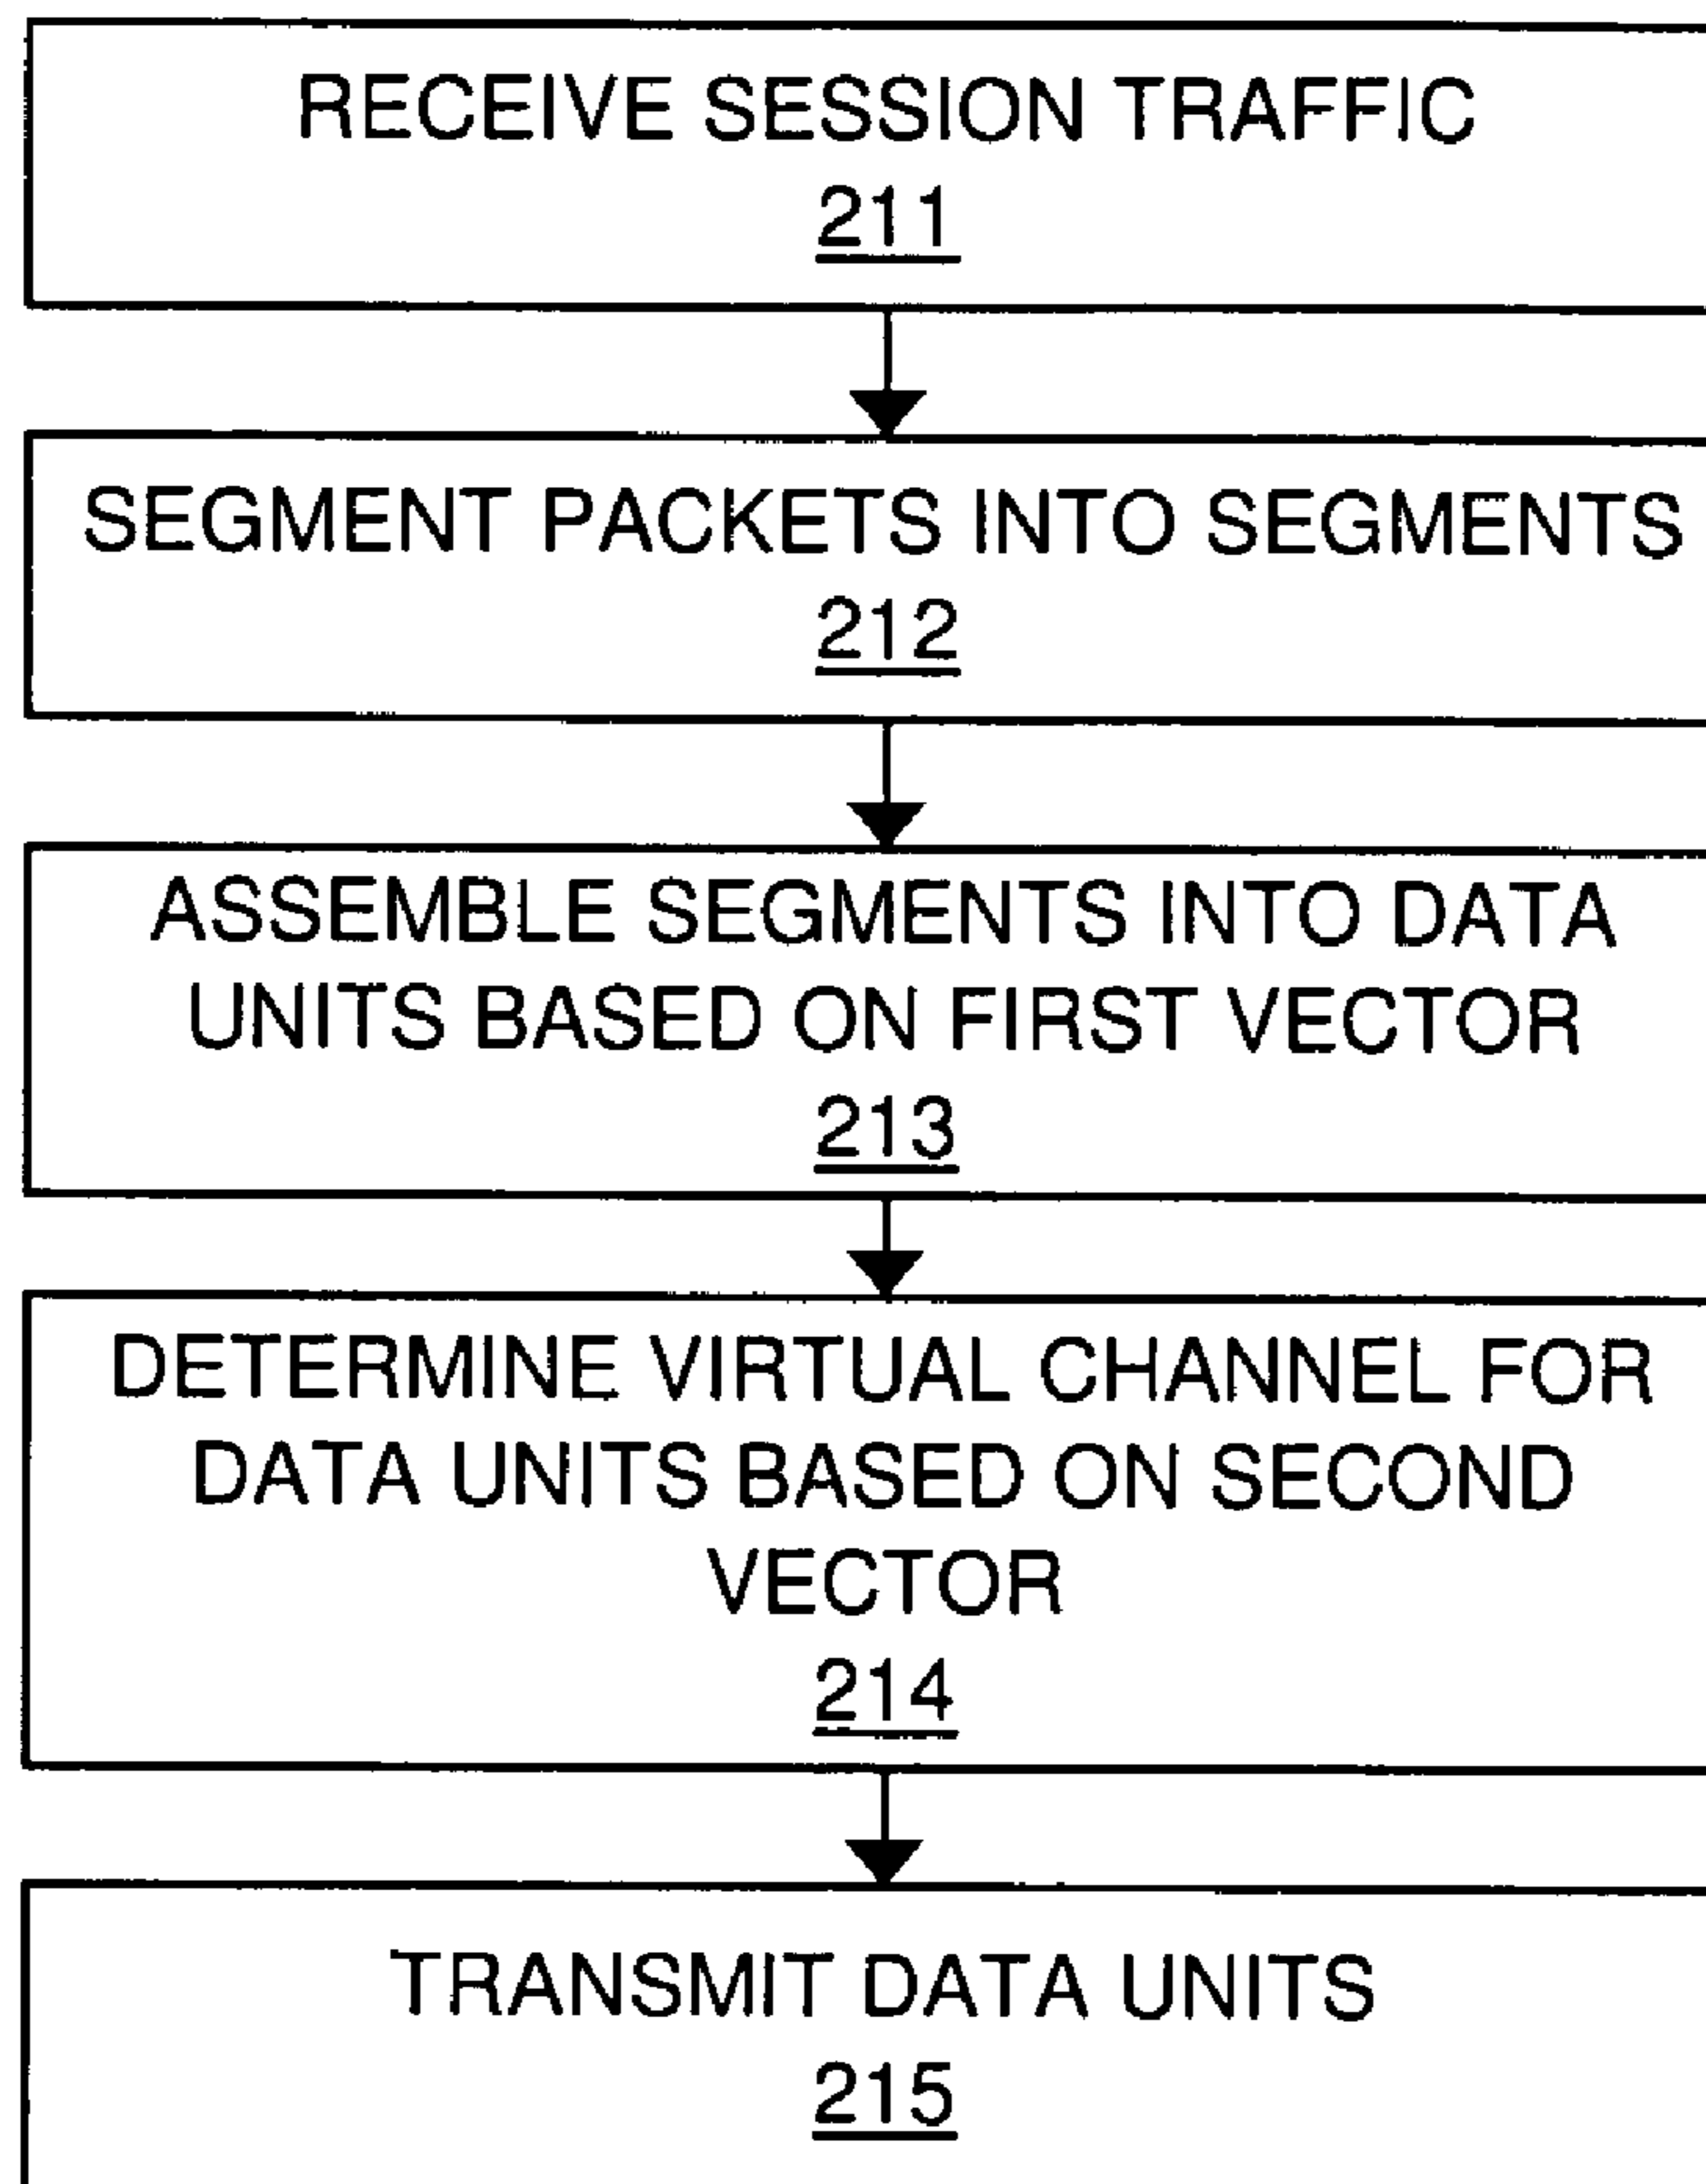 RECEIVE SESSION TRAFFIC
211
SEGMENT PACKETS INTO SEGMENTS
212
ASSEMBLE SEGMENTS INTO DATA
UNITS BASED ON FIRST VECTOR
213
DETERMINE VIRTUAL CHANNEL FOR
DATA UNITS BASED ON SECOND
VECTOR
214
TRANSMIT DATA UNITS
215